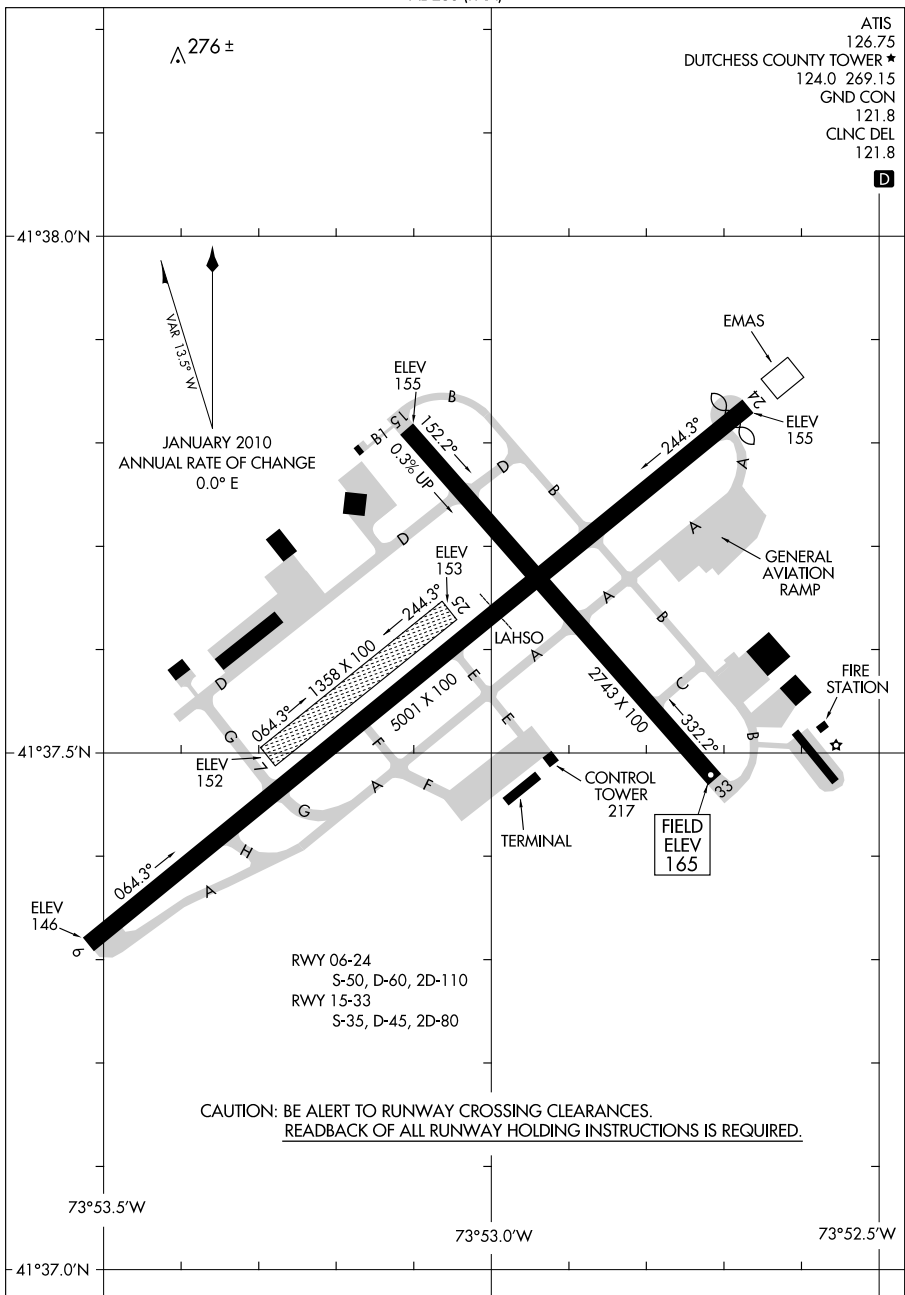 276 ±
ATIS
126.75
DUTCHESS COUNTY TOWER ★
124.0 269.15
GND CON
121.8
CLNC DEL
121.8
D
41°38.0'N
VAR 13.5° W
JANUARY 2010
ANNUAL RATE OF CHANGE
0.0° E
EMAS
ELEV
155
B
24
ELEV
155
15
B1
152.2°
0.3% UP
244.3°
A
D
B
A
D
GENERAL
AVIATION
RAMP
ELEV
153
25
244.3°
LAHSO
A
B
A
1358 X 100
064.3°
5001 X 100
2743 X 100
E
E
C
D
G
F
332.2°
B
FIRE
STATION
41°37.5'N
ELEV
152
7
G
A
F
CONTROL
TOWER
217
33
TERMINAL
FIELD
ELEV
165
H
A
064.3°
ELEV
146
6
RWY 06-24
S-50, D-60, 2D-110
RWY 15-33
S-35, D-45, 2D-80
CAUTION: BE ALERT TO RUNWAY CROSSING CLEARANCES.
READBACK OF ALL RUNWAY HOLDING INSTRUCTIONS IS REQUIRED.
73°53.5'W
73°53.0'W
73°52.5'W
41°37.0'N